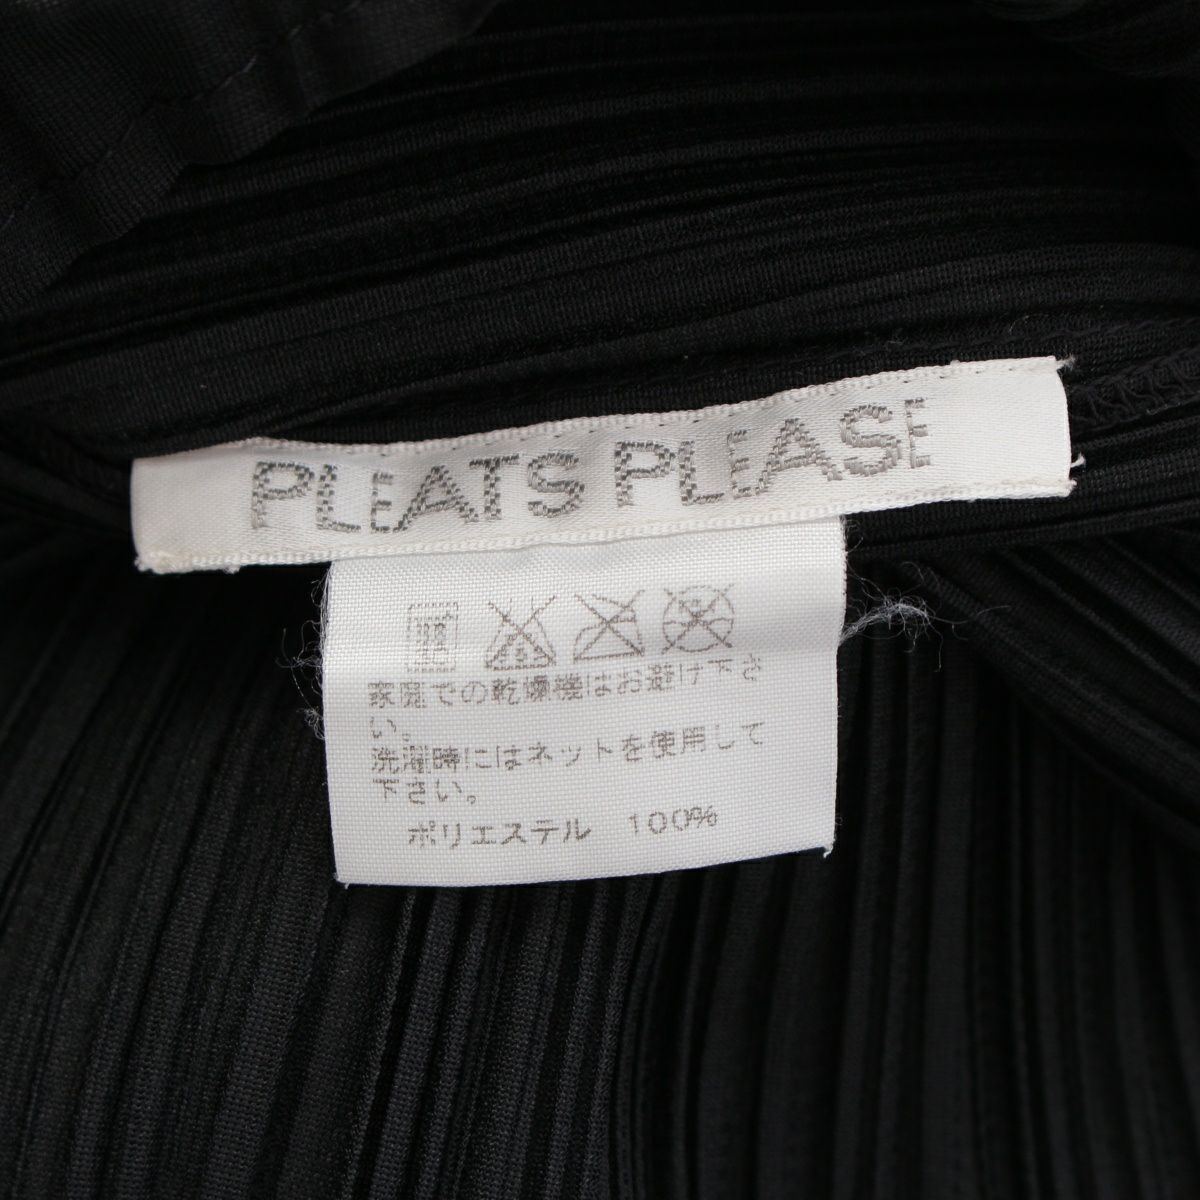 PLEATS PLEASE
家庭での乾燥機はお避け下さ
い。
洗濯時にはネットを使用して
下さい。
ポリエステル 100%